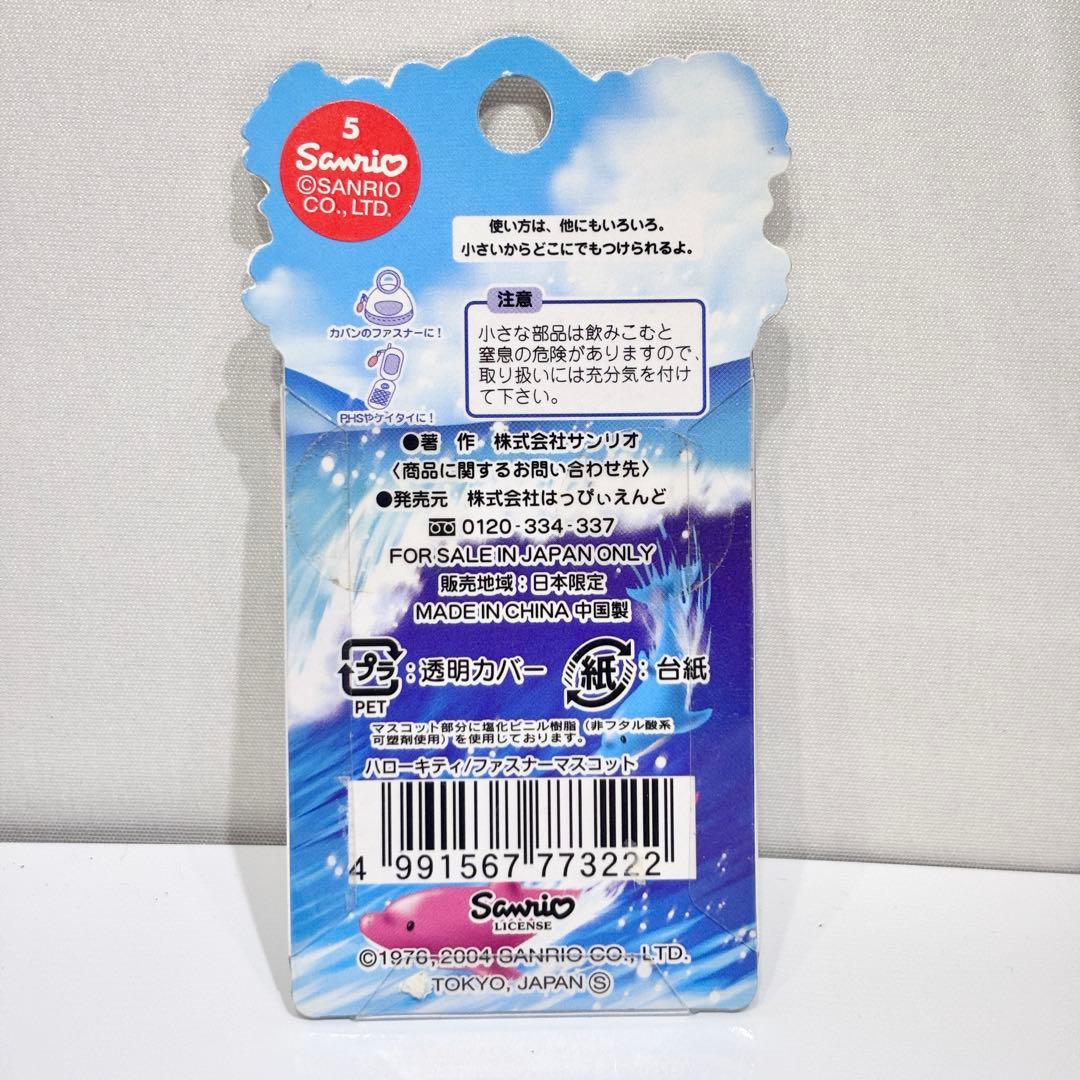 5
Sanrio
©SANRIO
CO., LTD.
使い方は、他にもいろいろ。
小さいからどこにでもつけられるよ。
カバンのファスナーに!
PHSやケイタイに!
注意
小さな部品は飲みこむと
窒息の危険がありますので、
取り扱いには充分気を付け
て下さい。
●著 作 株式会社サンリオ
〈商品に関するお問い合わせ先〉
●発売元 株式会社はっぴぃえんど
0120-334-337
FOR SALE IN JAPAN ONLY
販売地域:日本限定
MADE IN CHINA 中国製
プラ:透明カバー
PET
紙:台紙
マスコット部分に塩化ビニル樹脂(非フタル酸系
可塑剤使用)を使用しております。
ハローキティ/ファスナーマスコット
4 991567 773222
Sanrio
LICENSE
©1976, 2004 SANRIO CO., LTD.
TOKYO, JAPAN Ⓢ